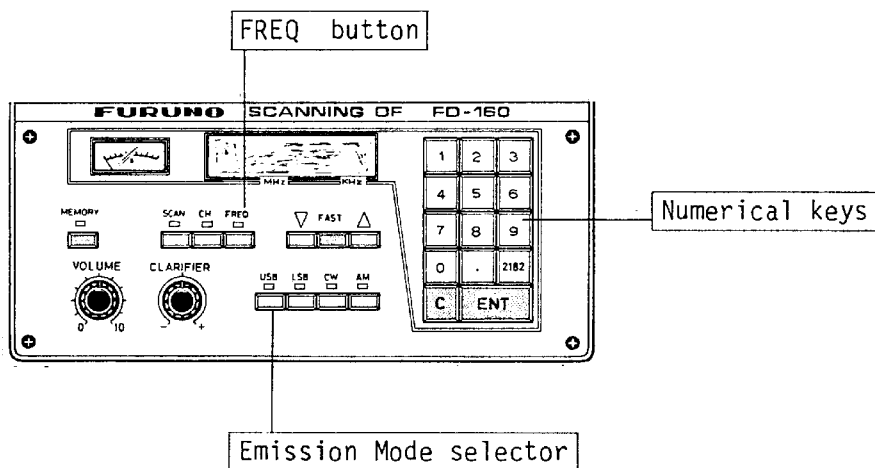 FREQ button
FURUNO SCANNING DF FD-160
MHz KHz
1 2 3
4 5 6
7 8 9
0 . 2182
C ENT
MEMORY
SCAN CH FREQ
▽ FAST △
VOLUME CLARIFIER
0 10 - +
USB LSB CW AM
Numerical keys
Emission Mode selector